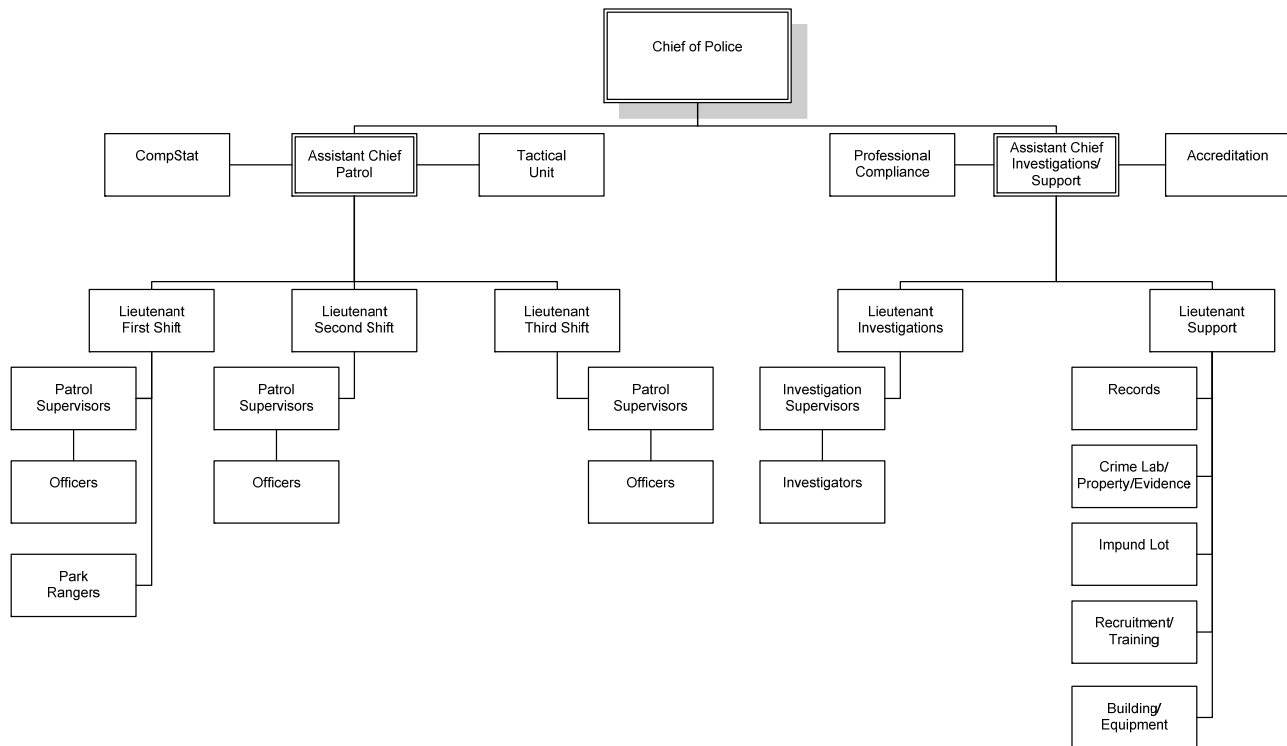 Chief of Police
CompStat
Assistant Chief
Patrol
Tactical
Unit
Professional
Compliance
Assistant Chief
Investigations/
Support
Accreditation
Lieutenant
First Shift
Lieutenant
Second Shift
Lieutenant
Third Shift
Lieutenant
Investigations
Lieutenant
Support
Patrol
Supervisors
Patrol
Supervisors
Patrol
Supervisors
Investigation
Supervisors
Records
Officers
Officers
Officers
Investigators
Crime Lab/
Property/Evidence
Park
Rangers
Impund Lot
Recruitment/
Training
Building/
Equipment